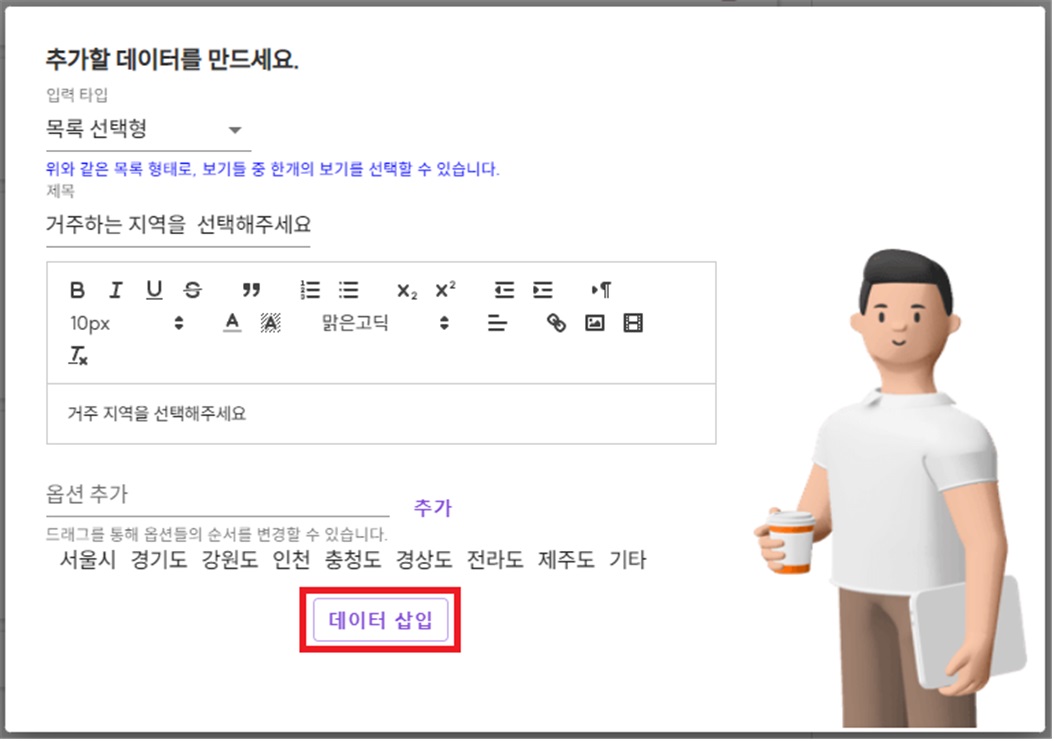 추가할 데이터를 만드세요.
입력 타입
목록 선택형
위와 같은 목록 형태로, 보기들 중 한개의 보기를 선택할 수 있습니다.
제목
거주하는 지역을 선택해주세요
B I U S ” X₂ X²
10px A A 맑은고딕
Tx
거주 지역을 선택해주세요
옵션 추가 추가
드래그를 통해 옵션들의 순서를 변경할 수 있습니다.
서울시 경기도 강원도 인천 충청도 경상도 전라도 제주도 기타
데이터 삽입